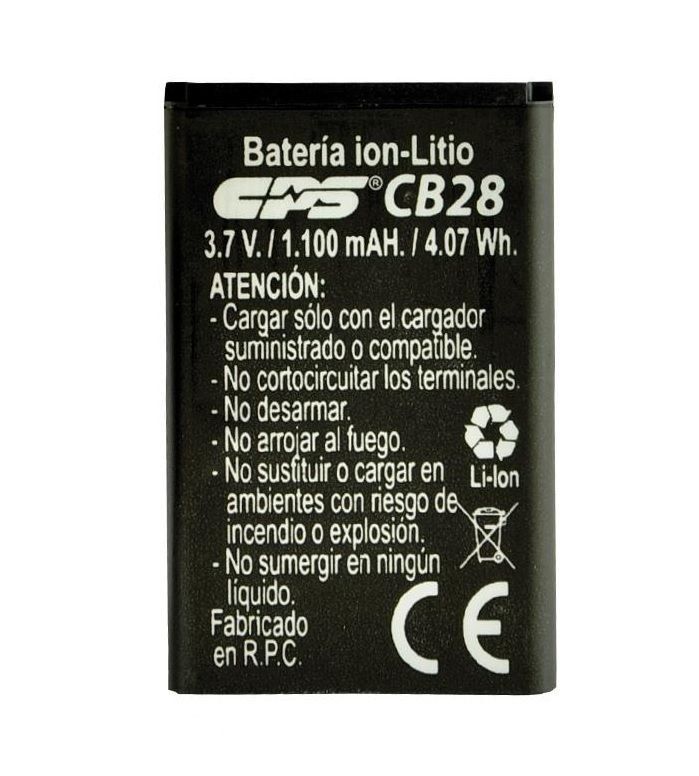 Batería ion-Litio
CPS® CB28
3.7 V. / 1.100 mAH. / 4.07 Wh.
ATENCIÓN:
- Cargar sólo con el cargador
suministrado o compatible.
- No cortocircuitar los terminales.
- No desarmar.
- No arrojar al fuego.
- No sustituir o cargar en
ambientes con riesgo de
incendio o explosión.
- No sumergir en ningún
líquido.
Fabricado
en R.P.C.
Li-Ion
CE